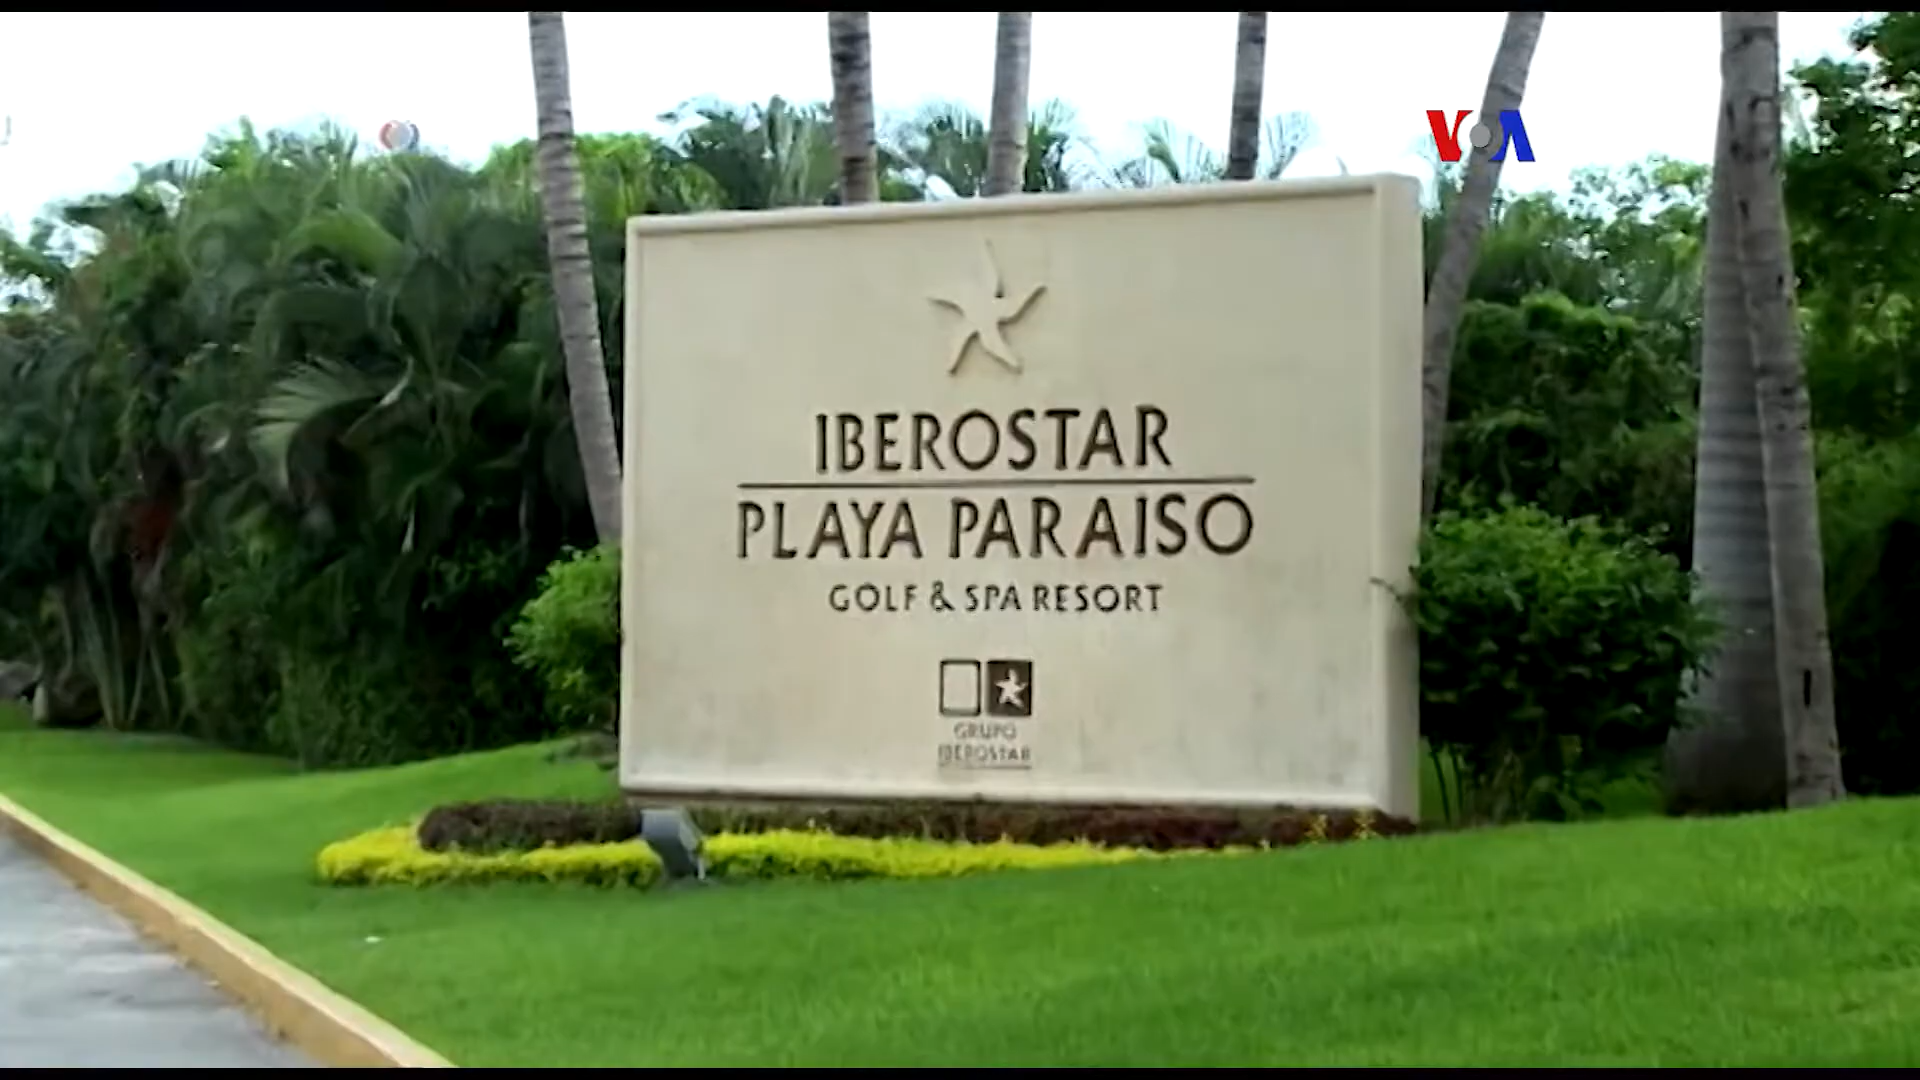 VOA
IBEROSTAR
PLAYA PARAISO
GOLF & SPA RESORT
GRUPO
IBEROSTAR